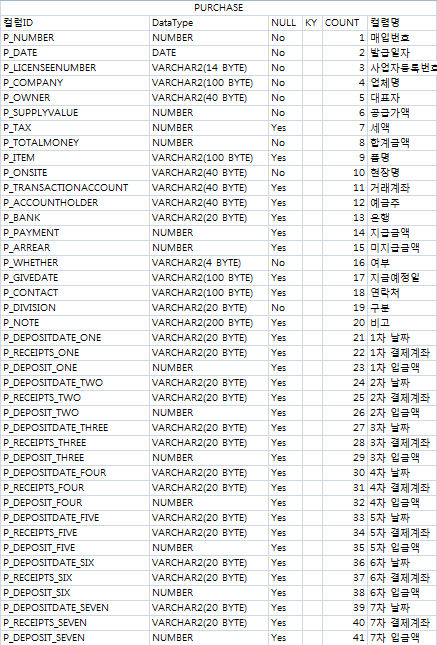 PURCHASE
컬럼ID DataType NULL KY COUNT 컬렴명
P_NUMBER NUMBER No 1 매입번호
P_DATE DATE No 2 발급일자
P_LICENSEENUMBER VARCHAR2(14 BYTE) No 3 사업자등록번호
P_COMPANY VARCHAR2(100 BYTE) No 4 업체명
P_OWNER VARCHAR2(40 BYTE) No 5 대표자
P_SUPPLYVALUE NUMBER No 6 공급가액
P_TAX NUMBER Yes 7 세액
P_TOTALMONEY NUMBER No 8 합계금액
P_ITEM VARCHAR2(100 BYTE) Yes 9 품명
P_ONSITE VARCHAR2(40 BYTE) No 10 현장명
P_TRANSACTIONACCOUNT VARCHAR2(40 BYTE) Yes 11 거래계좌
P_ACCOUNTHOLDER VARCHAR2(40 BYTE) Yes 12 예금주
P_BANK VARCHAR2(20 BYTE) Yes 13 은행
P_PAYMENT NUMBER Yes 14 지급금액
P_ARREAR NUMBER Yes 15 미지급금액
P_WHETHER VARCHAR2(4 BYTE) No 16 여부
P_GIVEDATE VARCHAR2(100 BYTE) Yes 17 지금예정일
P_CONTACT VARCHAR2(100 BYTE) Yes 18 연락처
P_DIVISION VARCHAR2(20 BYTE) No 19 구분
P_NOTE VARCHAR2(200 BYTE) Yes 20 비고
P_DEPOSITDATE_ONE VARCHAR2(20 BYTE) Yes 21 1차 날짜
P_RECEIPTS_ONE VARCHAR2(20 BYTE) Yes 22 1차 결제계좌
P_DEPOSIT_ONE NUMBER Yes 23 1차 입금액
P_DEPOSITDATE_TWO VARCHAR2(20 BYTE) Yes 24 2차 날짜
P_RECEIPTS_TWO VARCHAR2(20 BYTE) Yes 25 2차 결제계좌
P_DEPOSIT_TWO NUMBER Yes 26 2차 입금액
P_DEPOSITDATE_THREE VARCHAR2(20 BYTE) Yes 27 3차 날짜
P_RECEIPTS_THREE VARCHAR2(20 BYTE) Yes 28 3차 결제계좌
P_DEPOSIT_THREE NUMBER Yes 29 3차 입금액
P_DEPOSITDATE_FOUR VARCHAR2(20 BYTE) Yes 30 4차 날짜
P_RECEIPTS_FOUR VARCHAR2(20 BYTE) Yes 31 4차 결제계좌
P_DEPOSIT_FOUR NUMBER Yes 32 4차 입금액
P_DEPOSITDATE_FIVE VARCHAR2(20 BYTE) Yes 33 5차 날짜
P_RECEIPTS_FIVE VARCHAR2(20 BYTE) Yes 34 5차 결제계좌
P_DEPOSIT_FIVE NUMBER Yes 35 5차 입금액
P_DEPOSITDATE_SIX VARCHAR2(20 BYTE) Yes 36 6차 날짜
P_RECEIPTS_SIX VARCHAR2(20 BYTE) Yes 37 6차 결제계좌
P_DEPOSIT_SIX NUMBER Yes 38 6차 입금액
P_DEPOSITDATE_SEVEN VARCHAR2(20 BYTE) Yes 39 7차 날짜
P_RECEIPTS_SEVEN VARCHAR2(20 BYTE) Yes 40 7차 결제계좌
P_DEPOSIT_SEVEN NUMBER Yes 41 7차 입금액